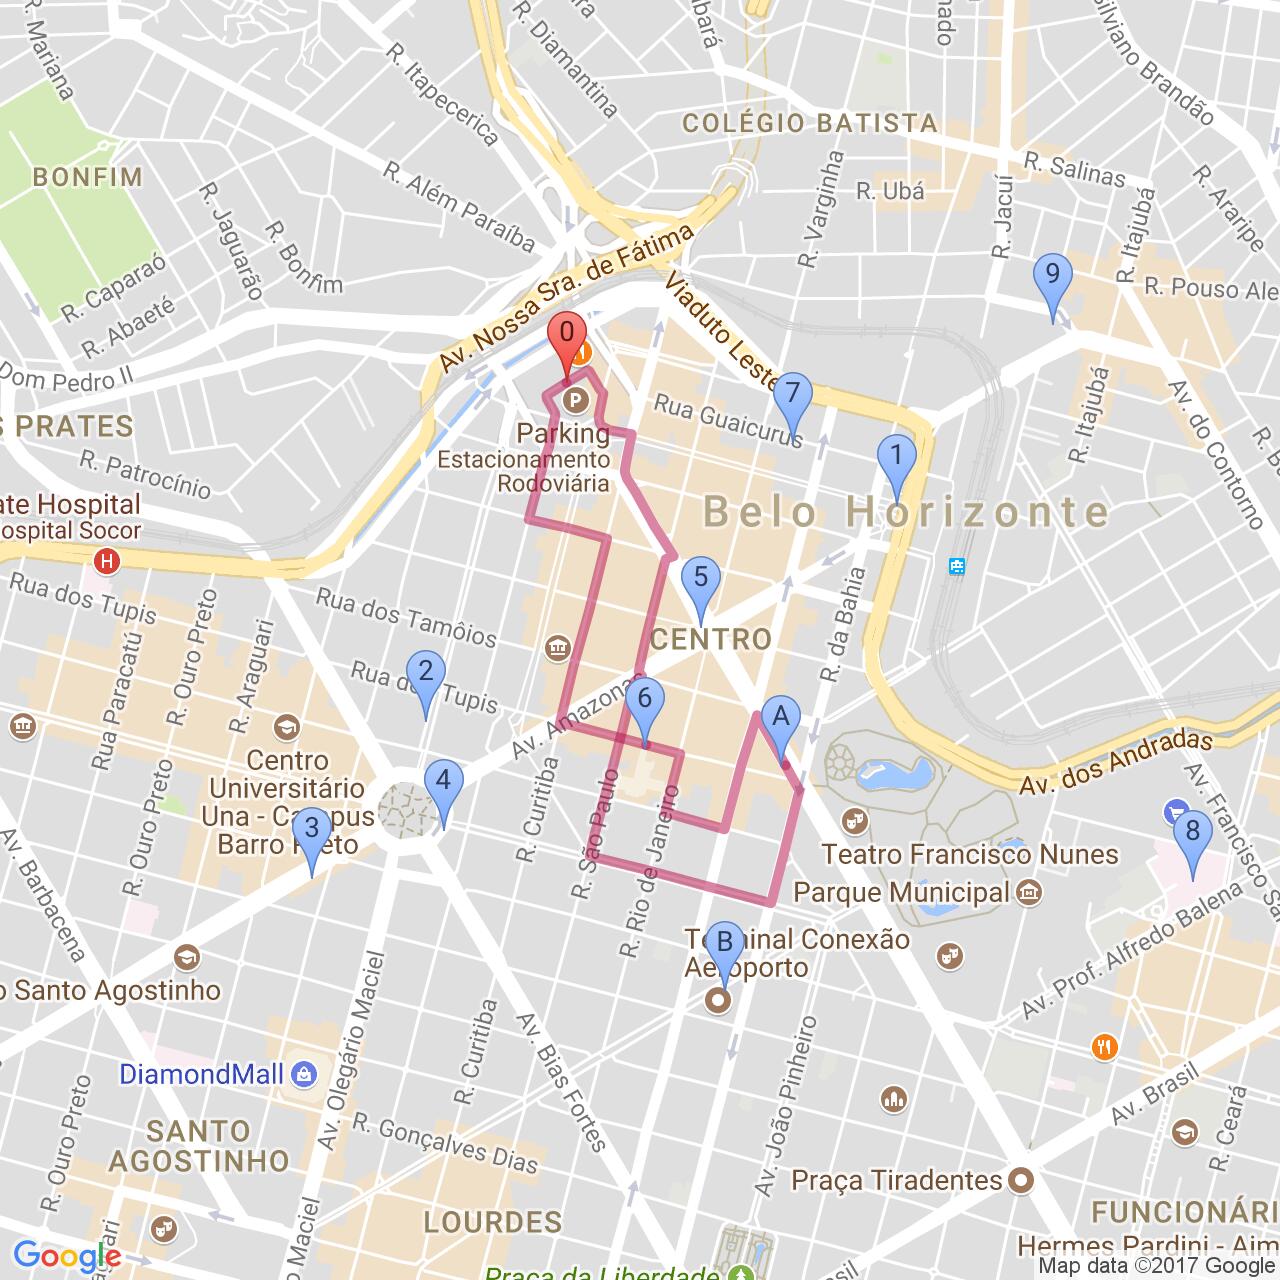 R. Mariana
R. Itapecerica
R. Diamantina
COLÉGIO BATISTA
Silviano Brandão
R. Salinas
R. Ubá
R. Varginha
R. Jacuí
R. Itajubá
R. Araripe
BONFIM
R. Além Paraíba
R. Jaguarão
R. Bonfim
R. Caparaó
R. Abaeté
Av. Nossa Sra. de Fátima
Viaduto Leste
R. Pouso Ale
9
0
Dom Pedro II
S PRATES
R. Patrocínio
P
Parking
Estacionamento
Rodoviária
Rua Guaicurus
7
1
R. Itajubá
Av. do Contorno
Belo Horizonte
ate Hospital
ospital Socor
H
Rua dos Tupis
R. Ouro Preto
R. Araguari
Rua Paracatú
Rua dos Tamôios
Rua dos Tupis
2
5
CENTRO
R. da Bahia
6
A
Av. Amazonas
Av. dos Andradas
Av. Francisco Sa
Centro
Universitário
Una - Campus
Barro Preto
3
4
R. Ouro Preto
R. Curitiba
R. São Paulo
R. Rio de Janeiro
8
Teatro Francisco Nunes
Parque Municipal
Av. Prof. Alfredo Balena
Av. Barbacena
B
Terminal Conexão
Aeroporto
o Santo Agostinho
Av. Olegário Maciel
R. Curitiba
Av. Bias Fortes
Av. João Pinheiro
DiamondMall
R. Ouro Preto
SANTO
AGOSTINHO
R. Gonçalves Dias
Av. Brasil
R. Ceará
Praça Tiradentes
LOURDES
FUNCIONÁRI
Hermes Pardini - Aim
o Maciel
guari
Praça da Liberdade
Google
Map data ©2017 Google